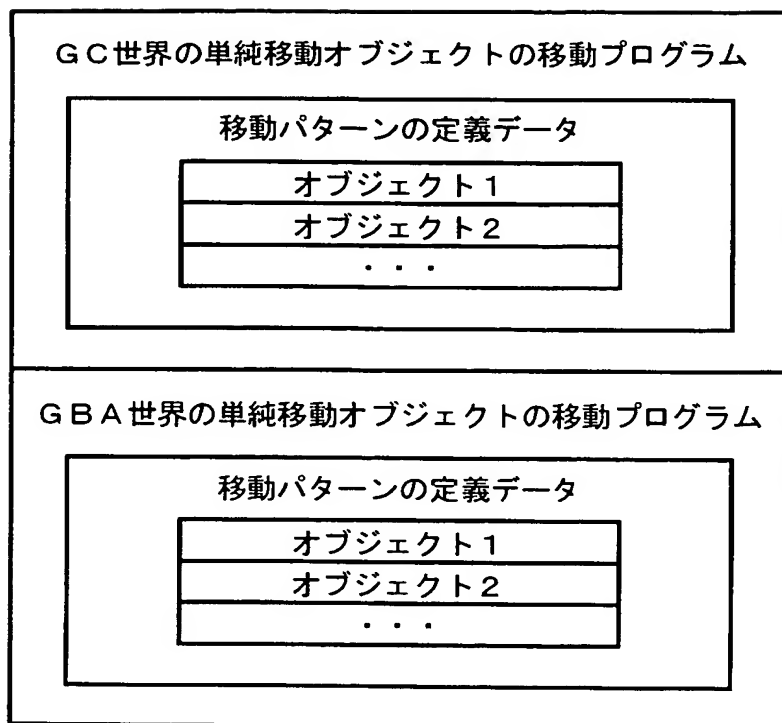 GC世界の単純移動オブジェクトの移動プログラム
移動パターンの定義データ
オブジェクト1
オブジェクト2
・・・
GBA世界の単純移動オブジェクトの移動プログラム
移動パターンの定義データ
オブジェクト1
オブジェクト2
・・・